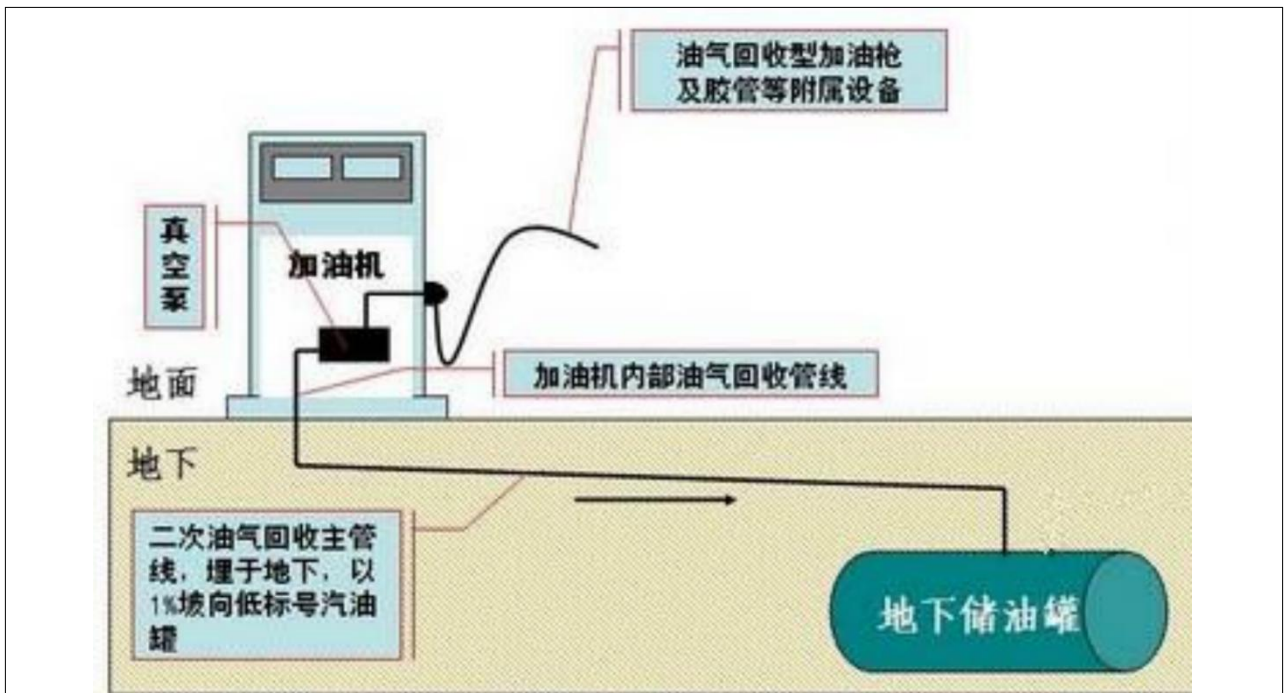 油气回收型加油枪
及胶管等附属设备
真
空
泵
加油机
加油机内部油气回收管线
地面
地下
二次油气回收主管
线，埋于地下，以
1%坡向低标号汽油
罐
地下储油罐